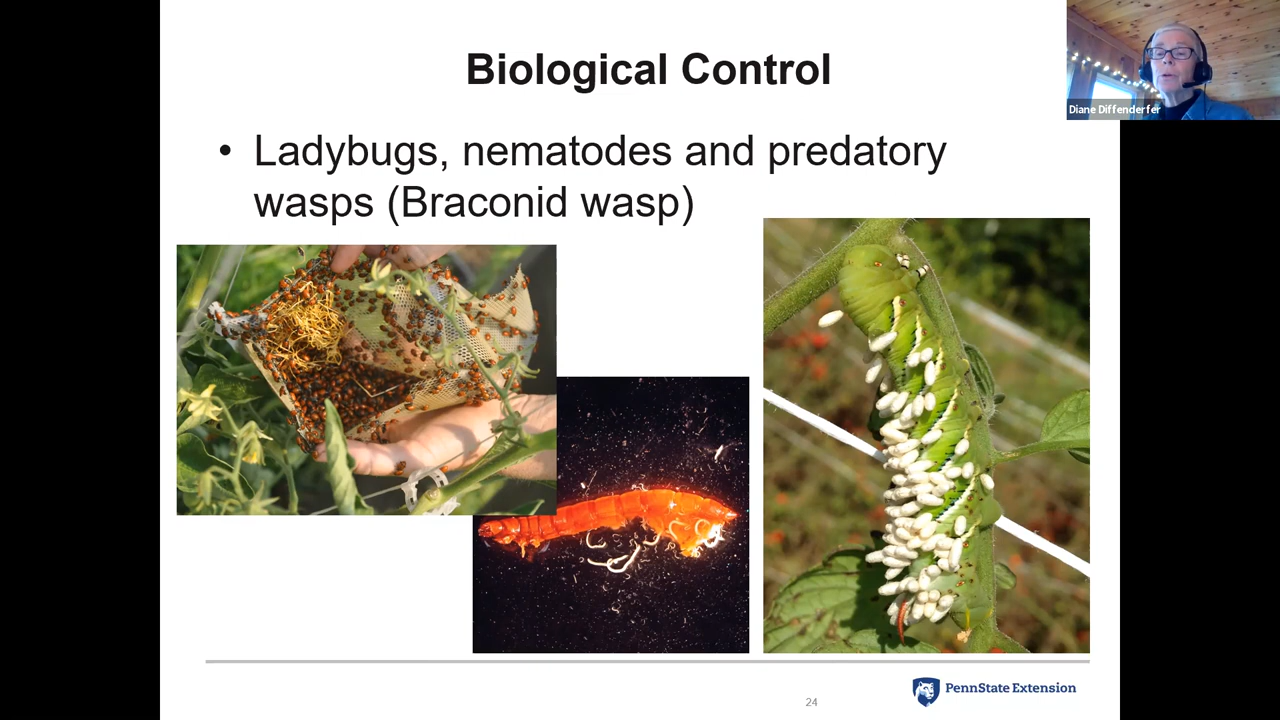 Biological Control
Diane Diffenderfer
• Ladybugs, nematodes and predatory
wasps (Braconid wasp)
24
PennState Extension